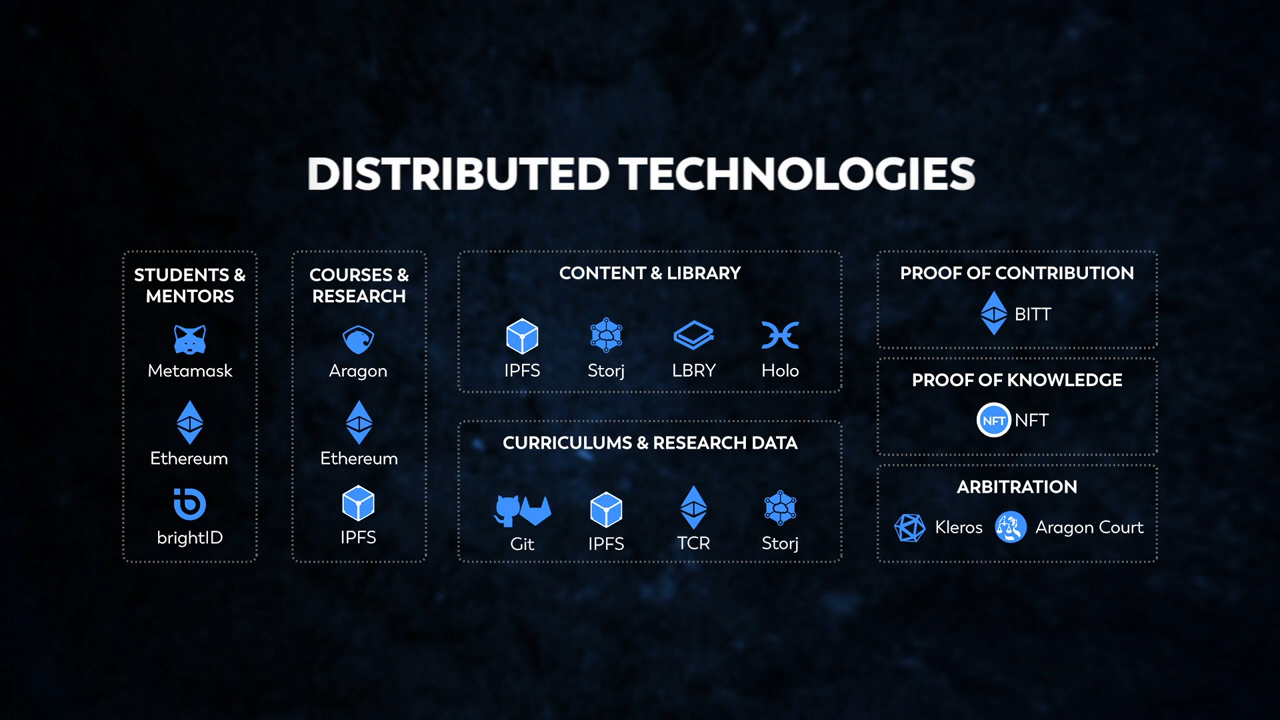 DISTRIBUTED TECHNOLOGIES
STUDENTS &
MENTORS
Metamask
Ethereum
brightID
COURSES &
RESEARCH
Aragon
Ethereum
IPFS
CONTENT & LIBRARY
IPFS
Storj
LBRY
Holo
CURRICULUMS & RESEARCH DATA
Git
IPFS
TCR
Storj
PROOF OF CONTRIBUTION
BITT
PROOF OF KNOWLEDGE
NFT NFT
ARBITRATION
Kleros Aragon Court